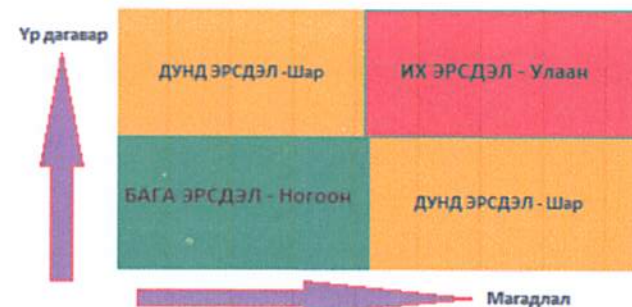 Үр дагавар
ДУНД ЭРСДЭЛ -Шар
ИХ ЭРСДЭЛ - Улаан
БАГА ЭРСДЭЛ - Ногоон
ДУНД ЭРСДЭЛ - Шар
Магадлал